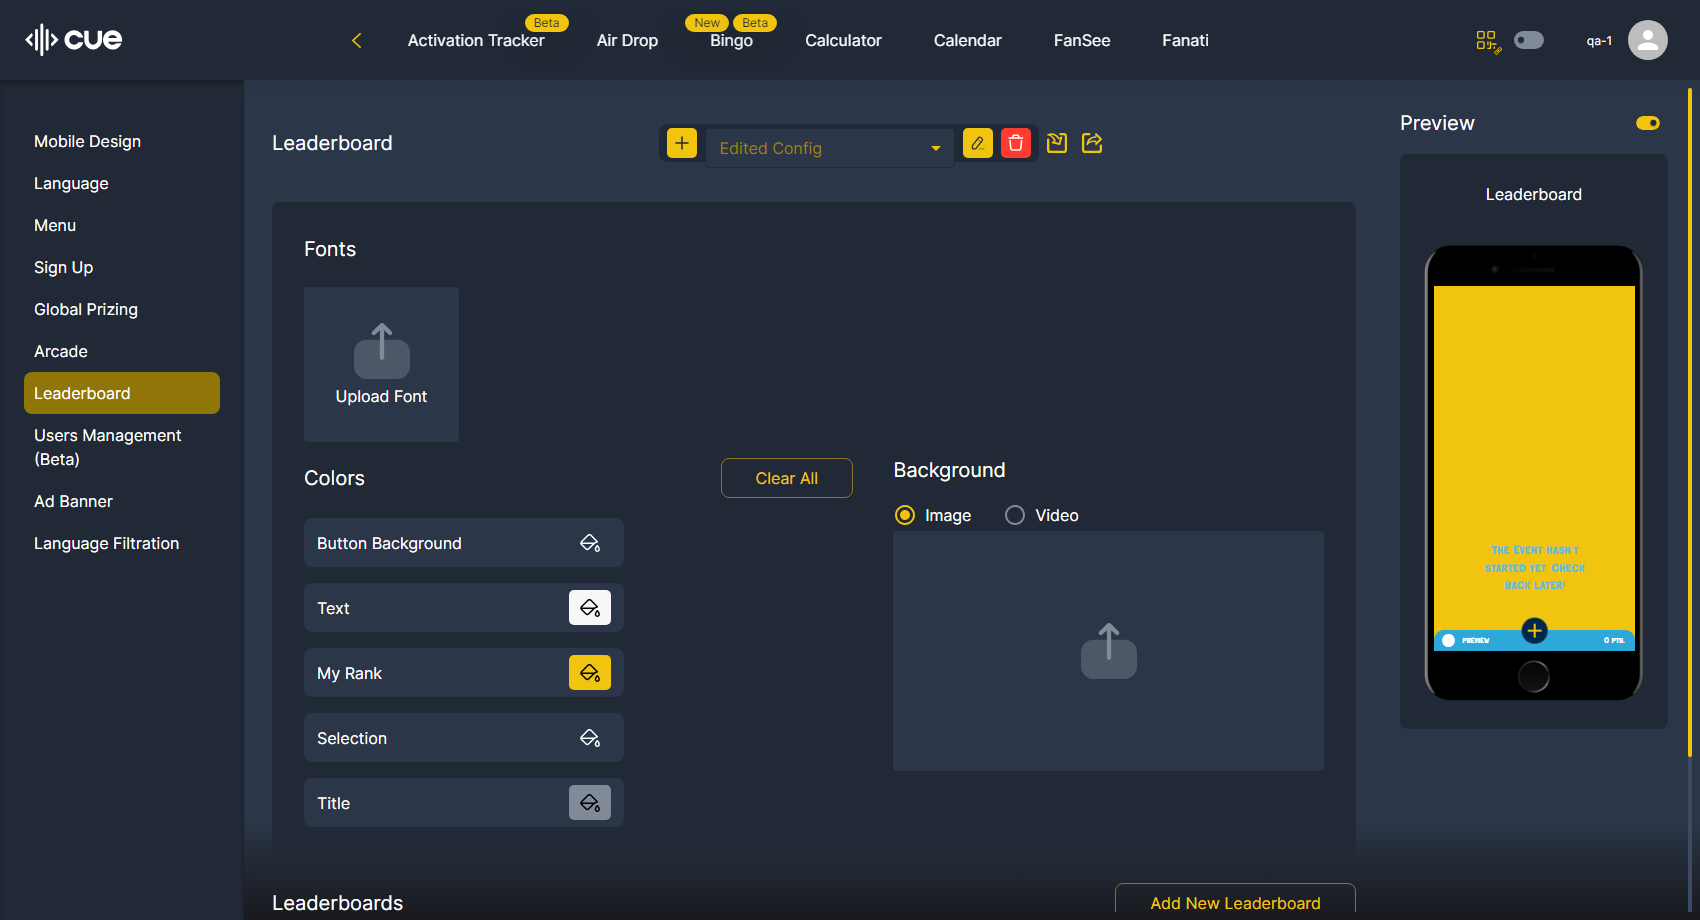 cue
Activation Tracker
Beta
Air Drop
New
Beta
Bingo
Calculator
Calendar
FanSee
Fanati
qa-1
Mobile Design
Language
Menu
Sign Up
Global Prizing
Arcade
Leaderboard
Users Management
(Beta)
Ad Banner
Language Filtration
Leaderboard
Edited Config
Fonts
Upload Font
Colors
Clear All
Button Background
Text
My Rank
Selection
Title
Background
Image
Video
Leaderboards
Add New Leaderboard
Preview
Leaderboard
The Event hasn't
started yet. Check
back later!
PREVIEW
0 PTS.